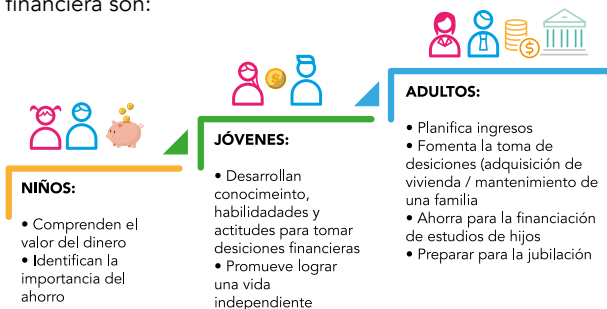 financiera son:
NIÑOS:
• Comprenden el
valor del dinero
• Identifican la
importancia del
ahorro
JÓVENES:
• Desarrollan
conocimeinto,
habilidadades y
actitudes para tomar
desiciones financieras
• Promueve lograr
una vida
independiente
ADULTOS:
• Planifica ingresos
• Fomenta la toma de
desiciones (adquisición de
vivienda / mantenimiento de
una familia
• Ahorra para la financiación
de estudios de hijos
• Preparar para la jubilación